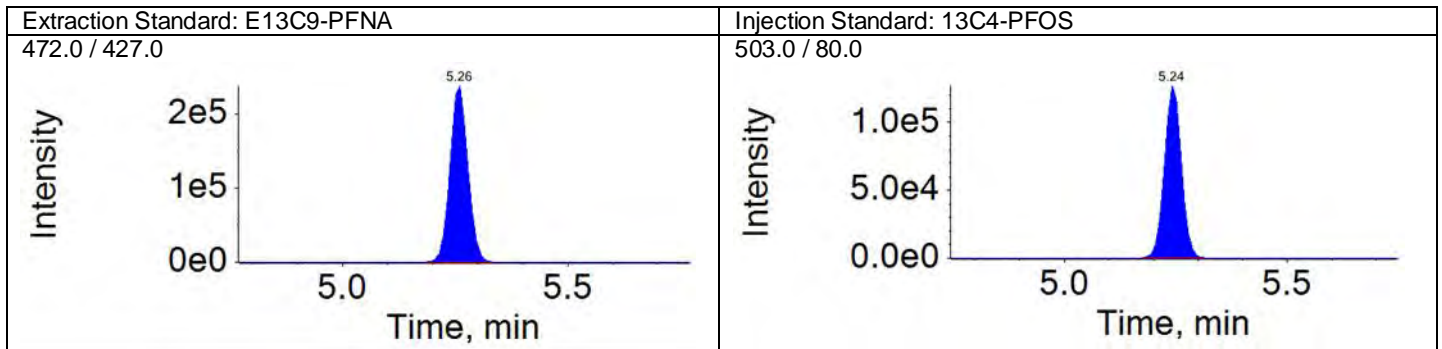 Extraction Standard: E13C9-PFNA
472.0 / 427.0
5.26
2e5
1e5
0e0
Intensity
5.0 5.5
Time, min
Injection Standard: 13C4-PFOS
503.0 / 80.0
5.24
1.0e5
5.0e4
0.0e0
Intensity
5.0 5.5
Time, min